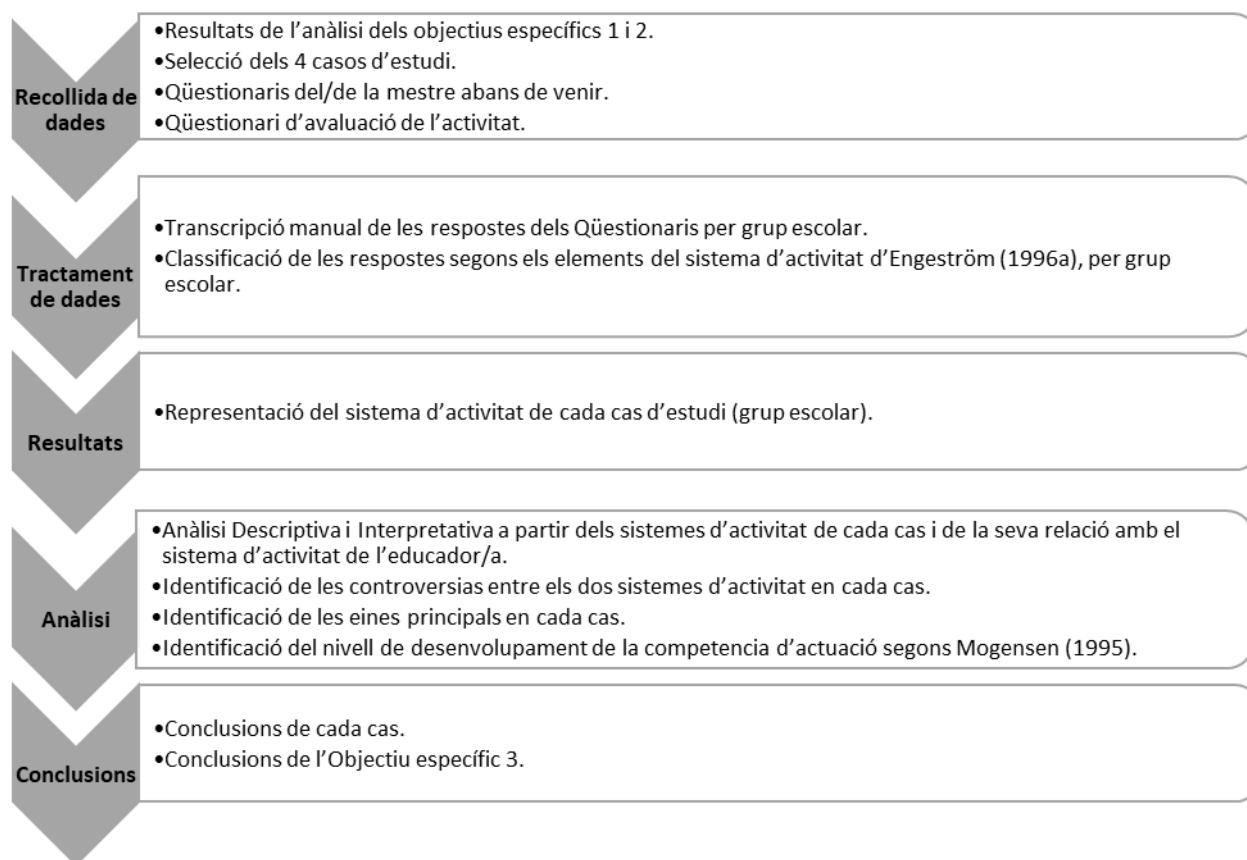 Recollida de
dades
•Resultats de l’anàlisi dels objectius específics 1 i 2.
•Selecció dels 4 casos d’estudi.
•Qüestionaris del/de la mestre abans de venir.
•Qüestionari d’avaluació de l’activitat.
Tractament
de dades
•Transcripció manual de les respostes dels Qüestionaris per grup escolar.
•Classificació de les respostes segons els elements del sistema d’activitat d’Engeström (1996a), per grup
escolar.
Resultats
•Representació del sistema d’activitat de cada cas d’estudi (grup escolar).
Anàlisi
•Anàlisi Descriptiva i Interpretativa a partir dels sistemes d’activitat de cada cas i de la seva relació amb el
sistema d’activitat de l’educador/a.
•Identificació de les controversias entre els dos sistemes d’activitat en cada cas.
•Identificació de les eines principals en cada cas.
•Identificació del nivell de desenvolupament de la competencia d’actuació segons Mogensen (1995).
Conclusions
•Conclusions de cada cas.
•Conclusions de l’Objectiu específic 3.